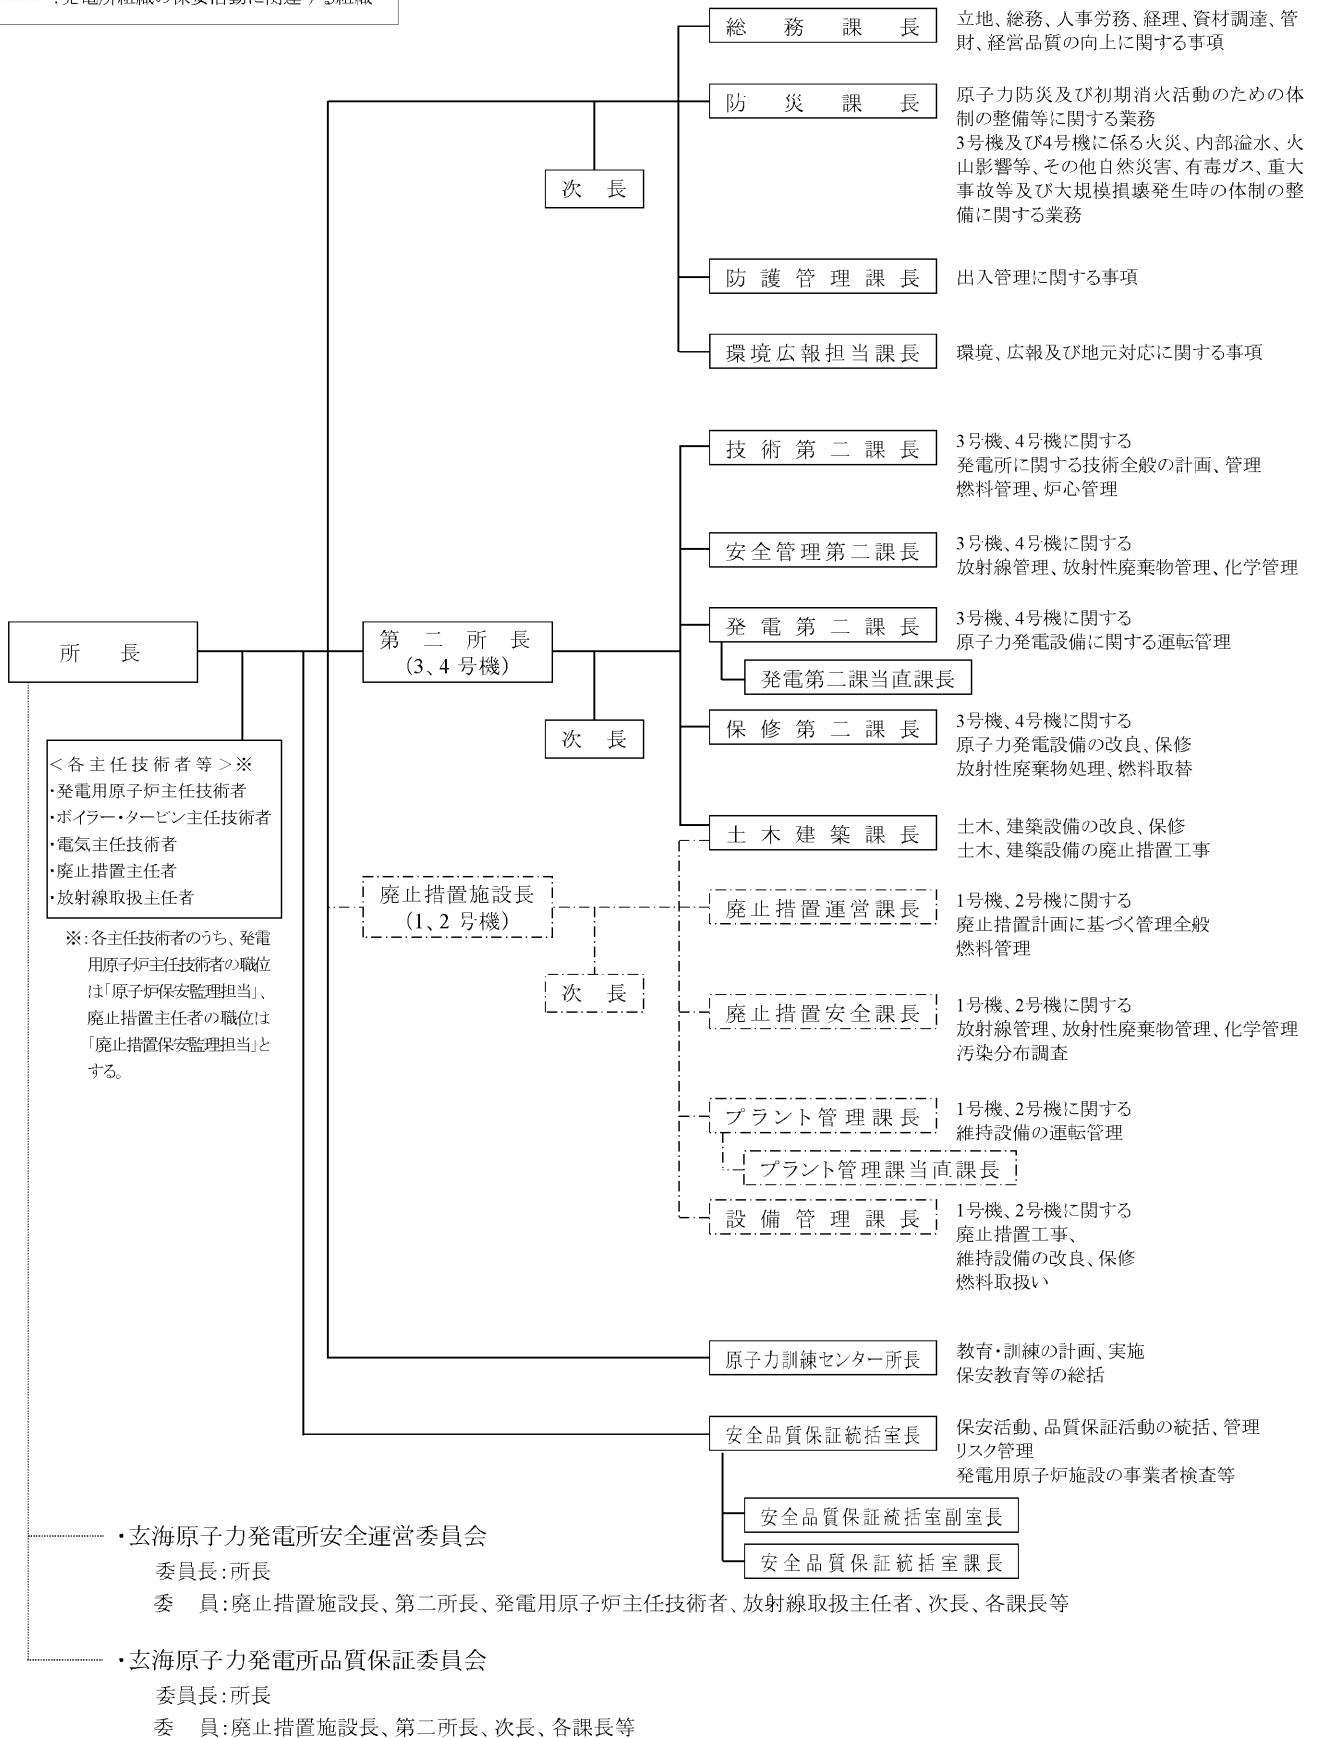 :発電所組織の保安活動に関連する組織
総務課長
立地、総務、人事労務、経理、資材調達、管
財、経営品質の向上に関する事項
防災課長
原子力防災及び初期消火活動のための体
制の整備等に関する業務
3号機及び4号機に係る火災、内部溢水、火
山影響等、その他自然災害、有毒ガス、重大
事故等及び大規模損壊発生時の体制の整
備に関する業務
次長
防護管理課長
出入管理に関する事項
環境広報担当課長
環境、広報及び地元対応に関する事項
技術第二課長
3号機、4号機に関する
発電所に関する技術全般の計画、管理
燃料管理、炉心管理
安全管理第二課長
3号機、4号機に関する
放射線管理、放射性廃棄物管理、化学管理
所長
第二所長
(3、4号機)
発電第二課長
3号機、4号機に関する
原子力発電設備に関する運転管理
発電第二課当直課長
次長
保修第二課長
3号機、4号機に関する
原子力発電設備の改良、保修
放射性廃棄物処理、燃料取替
<各主任技術者等>※
・発電用原子炉主任技術者
・ボイラー・タービン主任技術者
・電気主任技術者
・廃止措置主任者
・放射線取扱主任者
※:各主任技術者のうち、発電
用原子炉主任技術者の職位
は「原子炉保安監理担当」、
廃止措置主任者の職位は
「廃止措置保安監理担当」と
する。
土木建築課長
土木、建築設備の改良、保修
土木、建築設備の廃止措置工事
廃止措置施設長
(1、2号機)
廃止措置運営課長
1号機、2号機に関する
廃止措置計画に基づく管理全般
燃料管理
次長
廃止措置安全課長
1号機、2号機に関する
放射線管理、放射性廃棄物管理、化学管理
汚染分布調査
プラント管理課長
1号機、2号機に関する
維持設備の運転管理
プラント管理課当直課長
設備管理課長
1号機、2号機に関する
廃止措置工事、
維持設備の改良、保修
燃料取扱い
原子力訓練センター所長
教育・訓練の計画、実施
保安教育等の総括
安全品質保証統括室長
保安活動、品質保証活動の統括、管理
リスク管理
発電用原子炉施設の事業者検査等
安全品質保証統括室副室長
安全品質保証統括室課長
・玄海原子力発電所安全運営委員会
委員長:所長
委 員:廃止措置施設長、第二所長、発電用原子炉主任技術者、放射線取扱主任者、次長、各課長等
・玄海原子力発電所品質保証委員会
委員長:所長
委 員:廃止措置施設長、第二所長、次長、各課長等